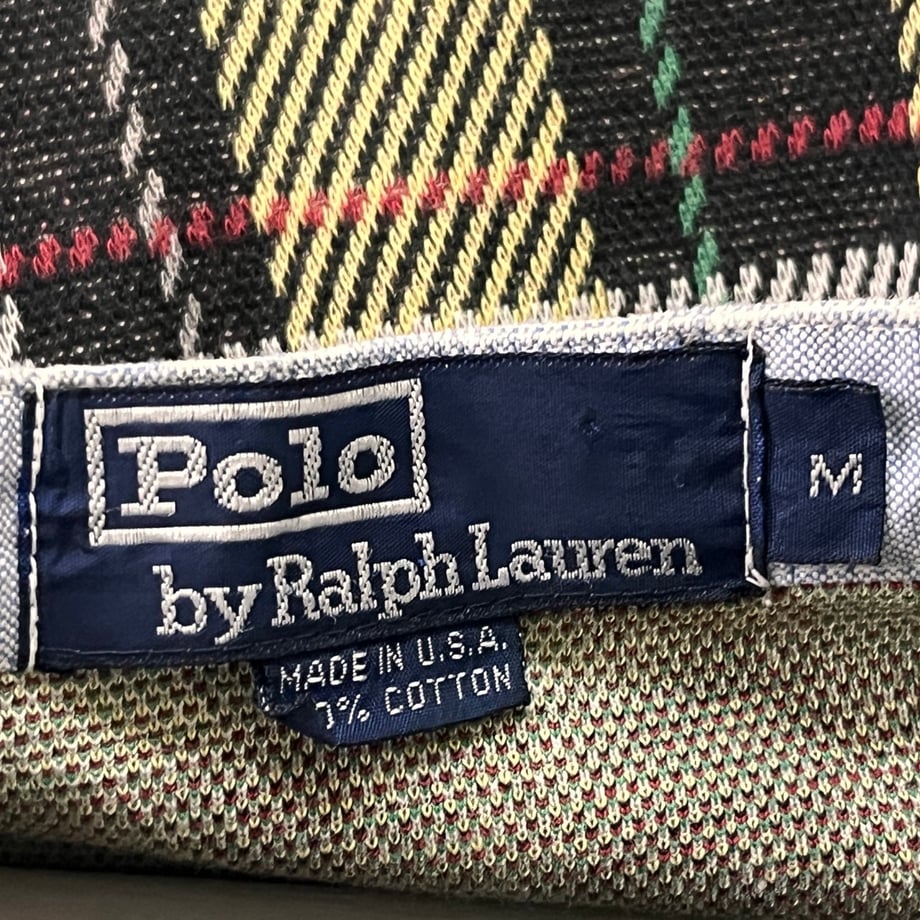 Polo
by Ralph Lauren
M
MADE IN U.S.A.
COTTON